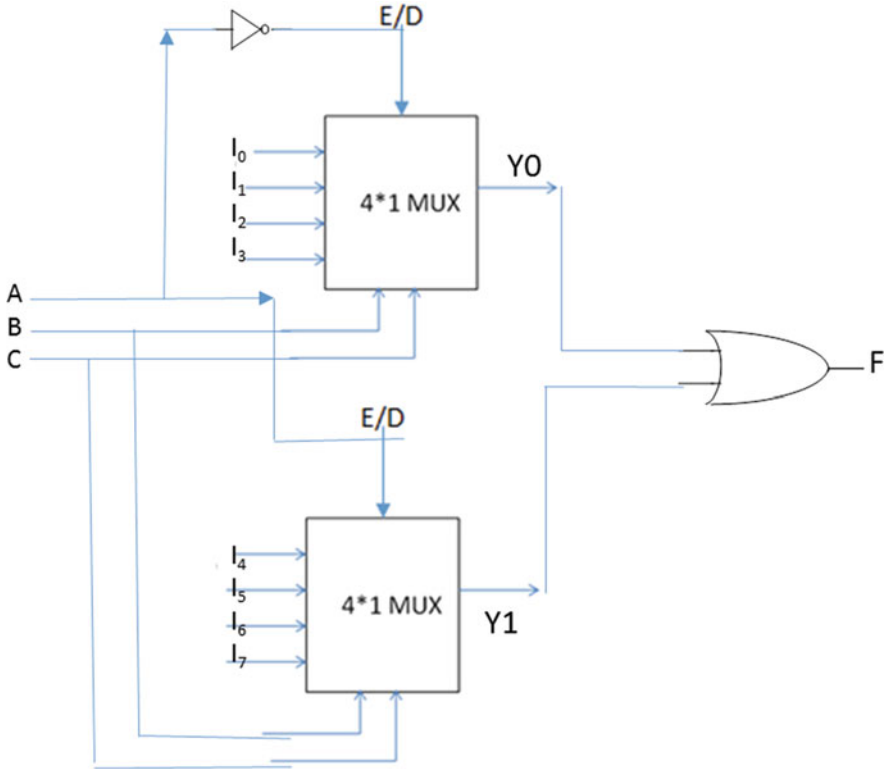 E/D
I₀
I₁
I₂
I₃
4*1 MUX
Y0
A
B
C
F
E/D
I₄
I₅
I₆
I₇
4*1 MUX
Y1